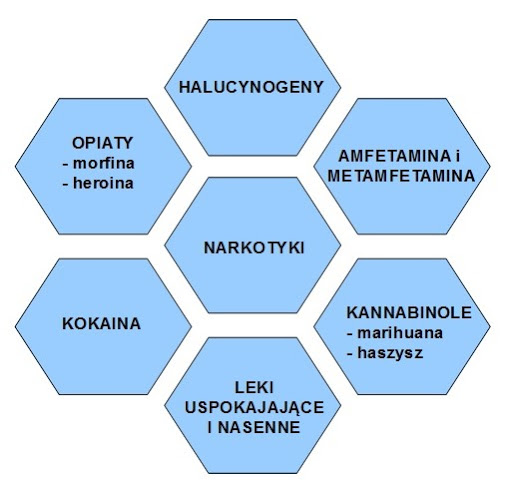 HALUCYNOGENY
OPIATY
- morfina
- heroina
AMFETAMINA i
METAMFETAMINA
NARKOTYKI
KOKAINA
KANNABINOLE
- marihuana
- haszysz
LEKI
USPOKAJAJĄCE
I NASENNE